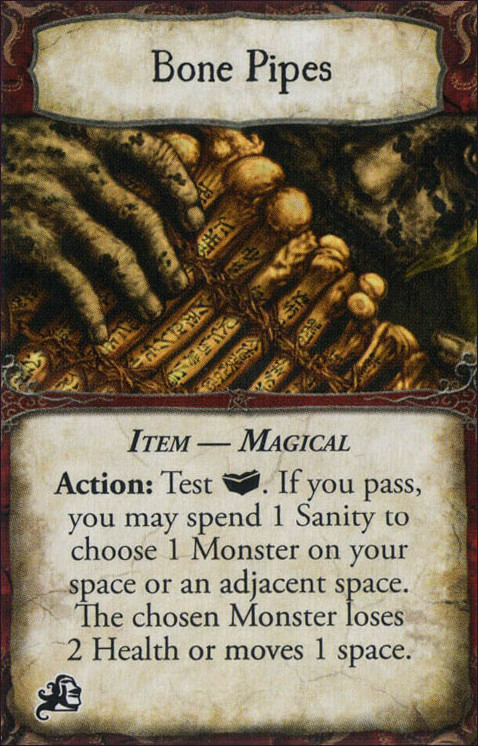 Bone Pipes
Item — Magical
Action: Test . If you pass,
you may spend 1 Sanity to
choose 1 Monster on your
space or an adjacent space.
The chosen Monster loses
2 Health or moves 1 space.